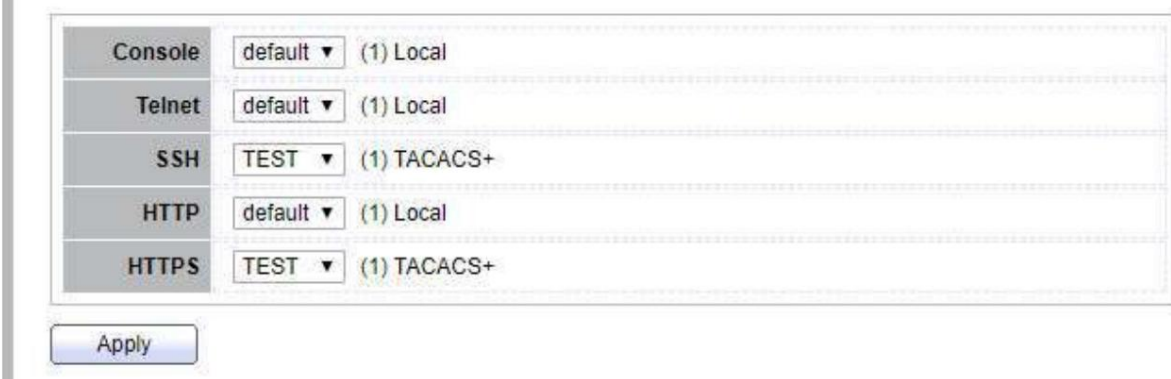 Console default ▼ (1) Local
Telnet default ▼ (1) Local
SSH TEST ▼ (1) TACACS+
HTTP default ▼ (1) Local
HTTPS TEST ▼ (1) TACACS+
Apply